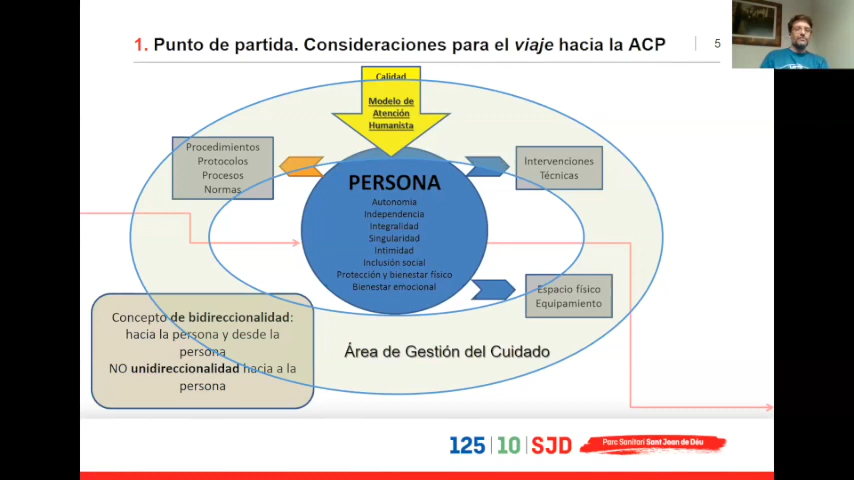 1. Punto de partida. Consideraciones para el viaje hacia la ACP
5
Calidad
Modelo de
Atención
Humanista
Procedimientos
Protocolos
Procesos
Normas
Intervenciones
Técnicas
PERSONA
Autonomia
Independencia
Integralidad
Singularidad
Intimidad
Inclusión social
Protección y bienestar físico
Bienestar emocional
Espacio físico
Equipamiento
Concepto de bidireccionalidad:
hacia la persona y desde la
persona
NO unidireccionalidad hacia a la
persona
Área de Gestión del Cuidado
125 | 10 | SJD
Parc Sanitari Sant Joan de Déu